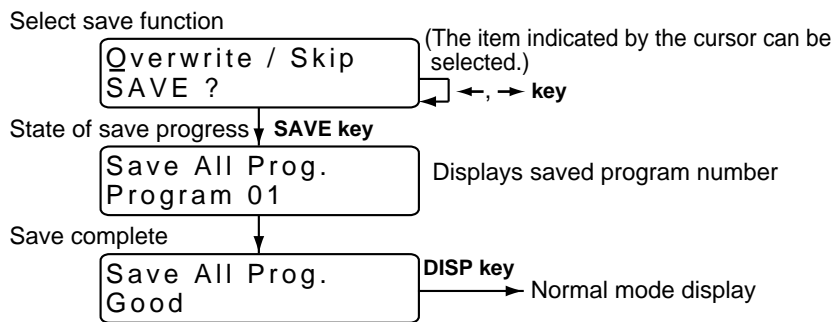 Select save function
Overwrite / Skip
SAVE ?
(The item indicated by the cursor can be
selected.)
←, → key
State of save progress
SAVE key
Save All Prog.
Program 01
Displays saved program number
Save complete
Save All Prog.
Good
DISP key
Normal mode display